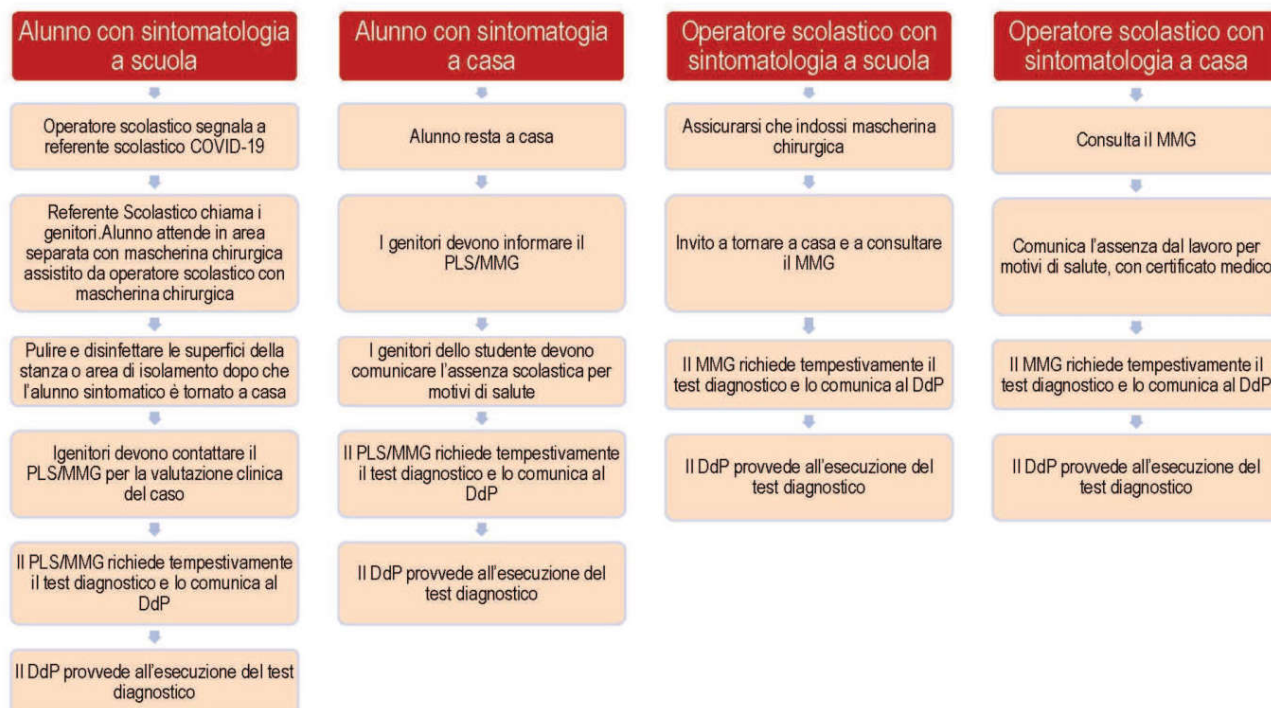 Alunno con sintomatologia
a scuola
Operatore scolastico segnala a
referente scolastico COVID-19
Referente Scolastico chiama i
genitori.Alunno attende in area
separata con mascherina chirurgica
assistito da operatore scolastico con
mascherina chirurgica
Pulire e disinfettare le superfici della
stanza o area di isolamento dopo che
l'alunno sintomatico è tornato a casa
Igenitori devono contattare il
PLS/MMG per la valutazione clinica
del caso
Il PLS/MMG richiede tempestivamente
il test diagnostico e lo comunica al
DdP
Il DdP provvede all'esecuzione del test
diagnostico
Alunno con sintomatogia
a casa
Alunno resta a casa
I genitori devono informare il
PLS/MMG
I genitori dello studente devono
comunicare l'assenza scolastica per
motivi di salute
Il PLS/MMG richiede tempestivamente
il test diagnostico e lo comunica al
DdP
Il DdP provvede all'esecuzione del
test diagnostico
Operatore scolastico con
sintomatologia a scuola
Assicurarsi che indossi mascherina
chirurgica
Invito a tornare a casa e a consultare
il MMG
Il MMG richiede tempestivamente il
test diagnostico e lo comunica al DdP
Il DdP provvede all'esecuzione del
test diagnostico
Operatore scolastico con
sintomatologia a casa
Consulta il MMG
Comunica l'assenza dal lavoro per
motivi di salute, con certificato medico
Il MMG richiede tempestivamente il
test diagnostico e lo comunica al DdP
Il DdP provvede all'esecuzione del
test diagnostico